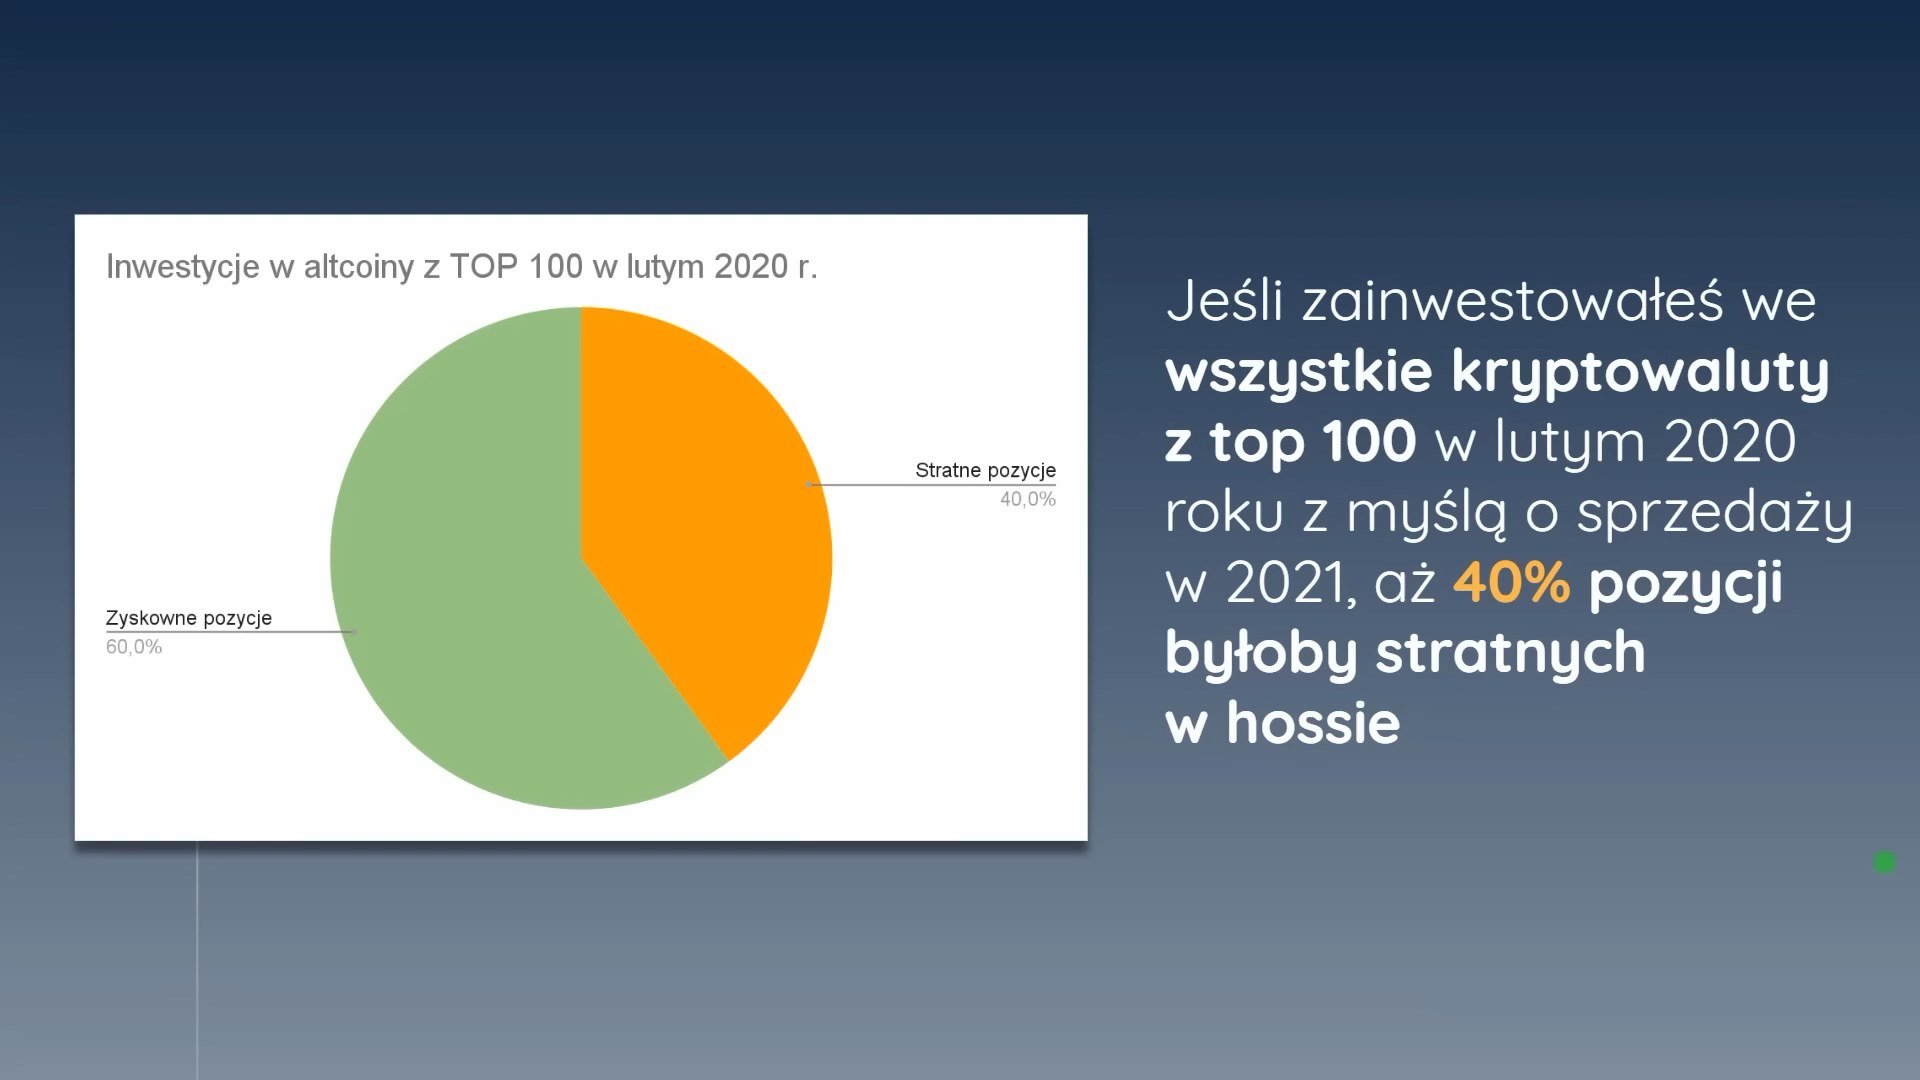 Inwestycje w altcoiny z TOP 100 w lutym 2020 r.
Stratne pozycje
40,0%
Zyskowne pozycje
60,0%
Jeśli zainwestowałeś we
wszystkie kryptowaluty
z top 100 w lutym 2020
roku z myślą o sprzedaży
w 2021, aż 40% pozycji
byłoby stratnych
w hossie